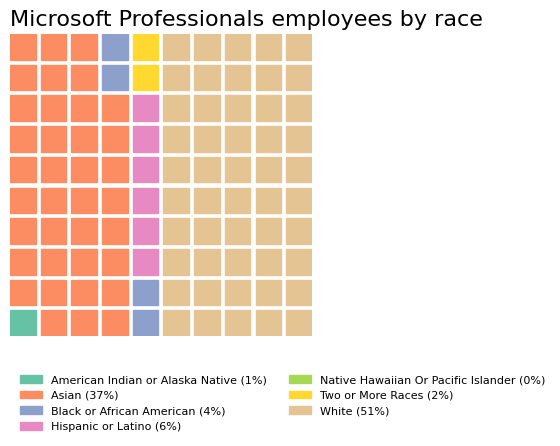 Microsoft Professionals employees by race
American Indian or Alaska Native (1%)
Asian (37%)
Black or African American (4%)
Hispanic or Latino (6%)
Native Hawaiian Or Pacific Islander (0%)
Two or More Races (2%)
White (51%)